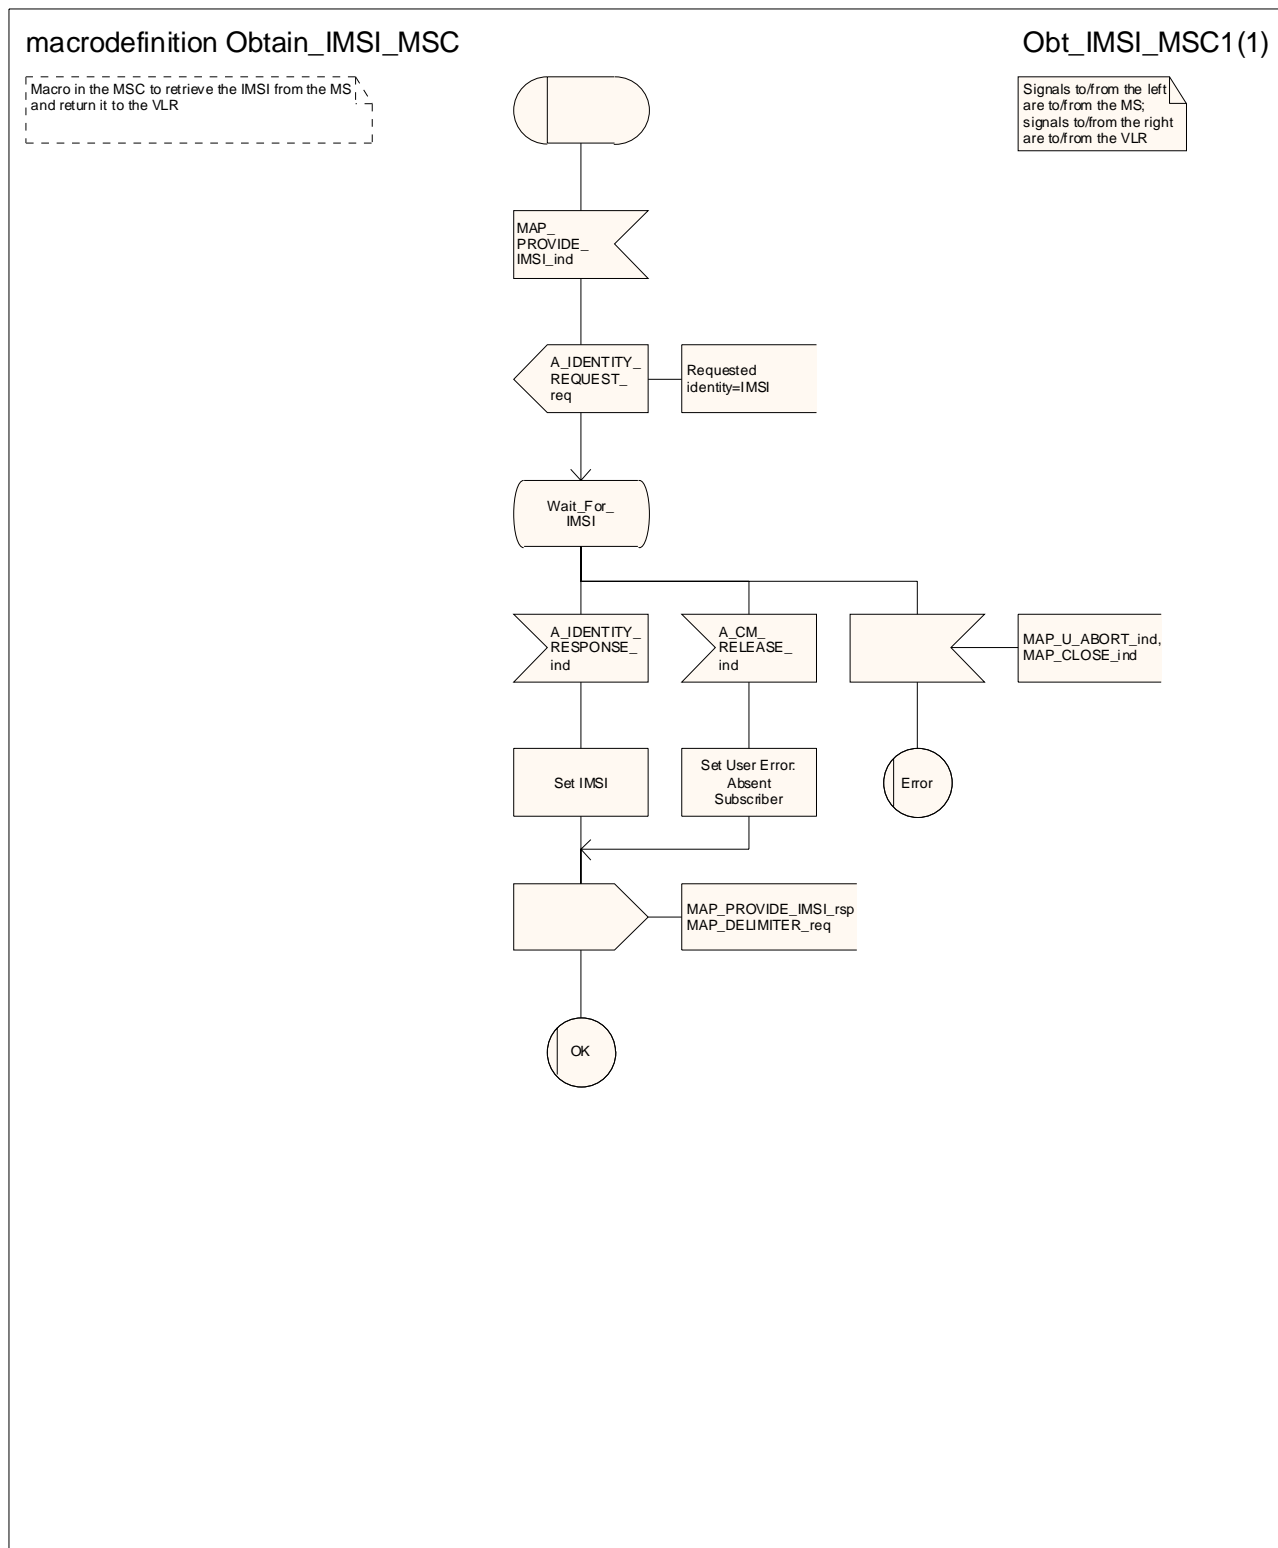 macrodefinition Obtain_IMSI_MSC
Obt_IMSI_MSC1(1)
Macro in the MSC to retrieve the IMSI from the MS
and return it to the VLR
Signals to/from the left
are to/from the MS;
signals to/from the right
are to/from the VLR
MAP_
PROVIDE_
IMSI_ind
A_IDENTITY_
REQUEST_
req
Requested
identity=IMSI
Wait_For_
IMSI
A_IDENTITY_
RESPONSE_
ind
A_CM_
RELEASE_
ind
MAP_U_ABORT_ind,
MAP_CLOSE_ind
Set IMSI
Set User Error:
Absent
Subscriber
Error
MAP_PROVIDE_IMSI_rsp
MAP_DELIMITER_req
OK